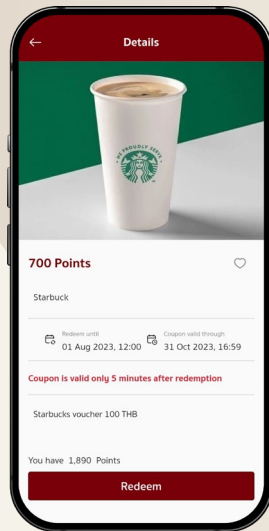 Details
WE PROUDLY SERVE
700 Points
Starbuck
Redeem until
01 Aug 2023, 12:00
Coupon valid through
31 Oct 2023, 16:59
Coupon is valid only 5 minutes after redemption
Starbucks voucher 100 THB
You have 1,890 Points
Redeem